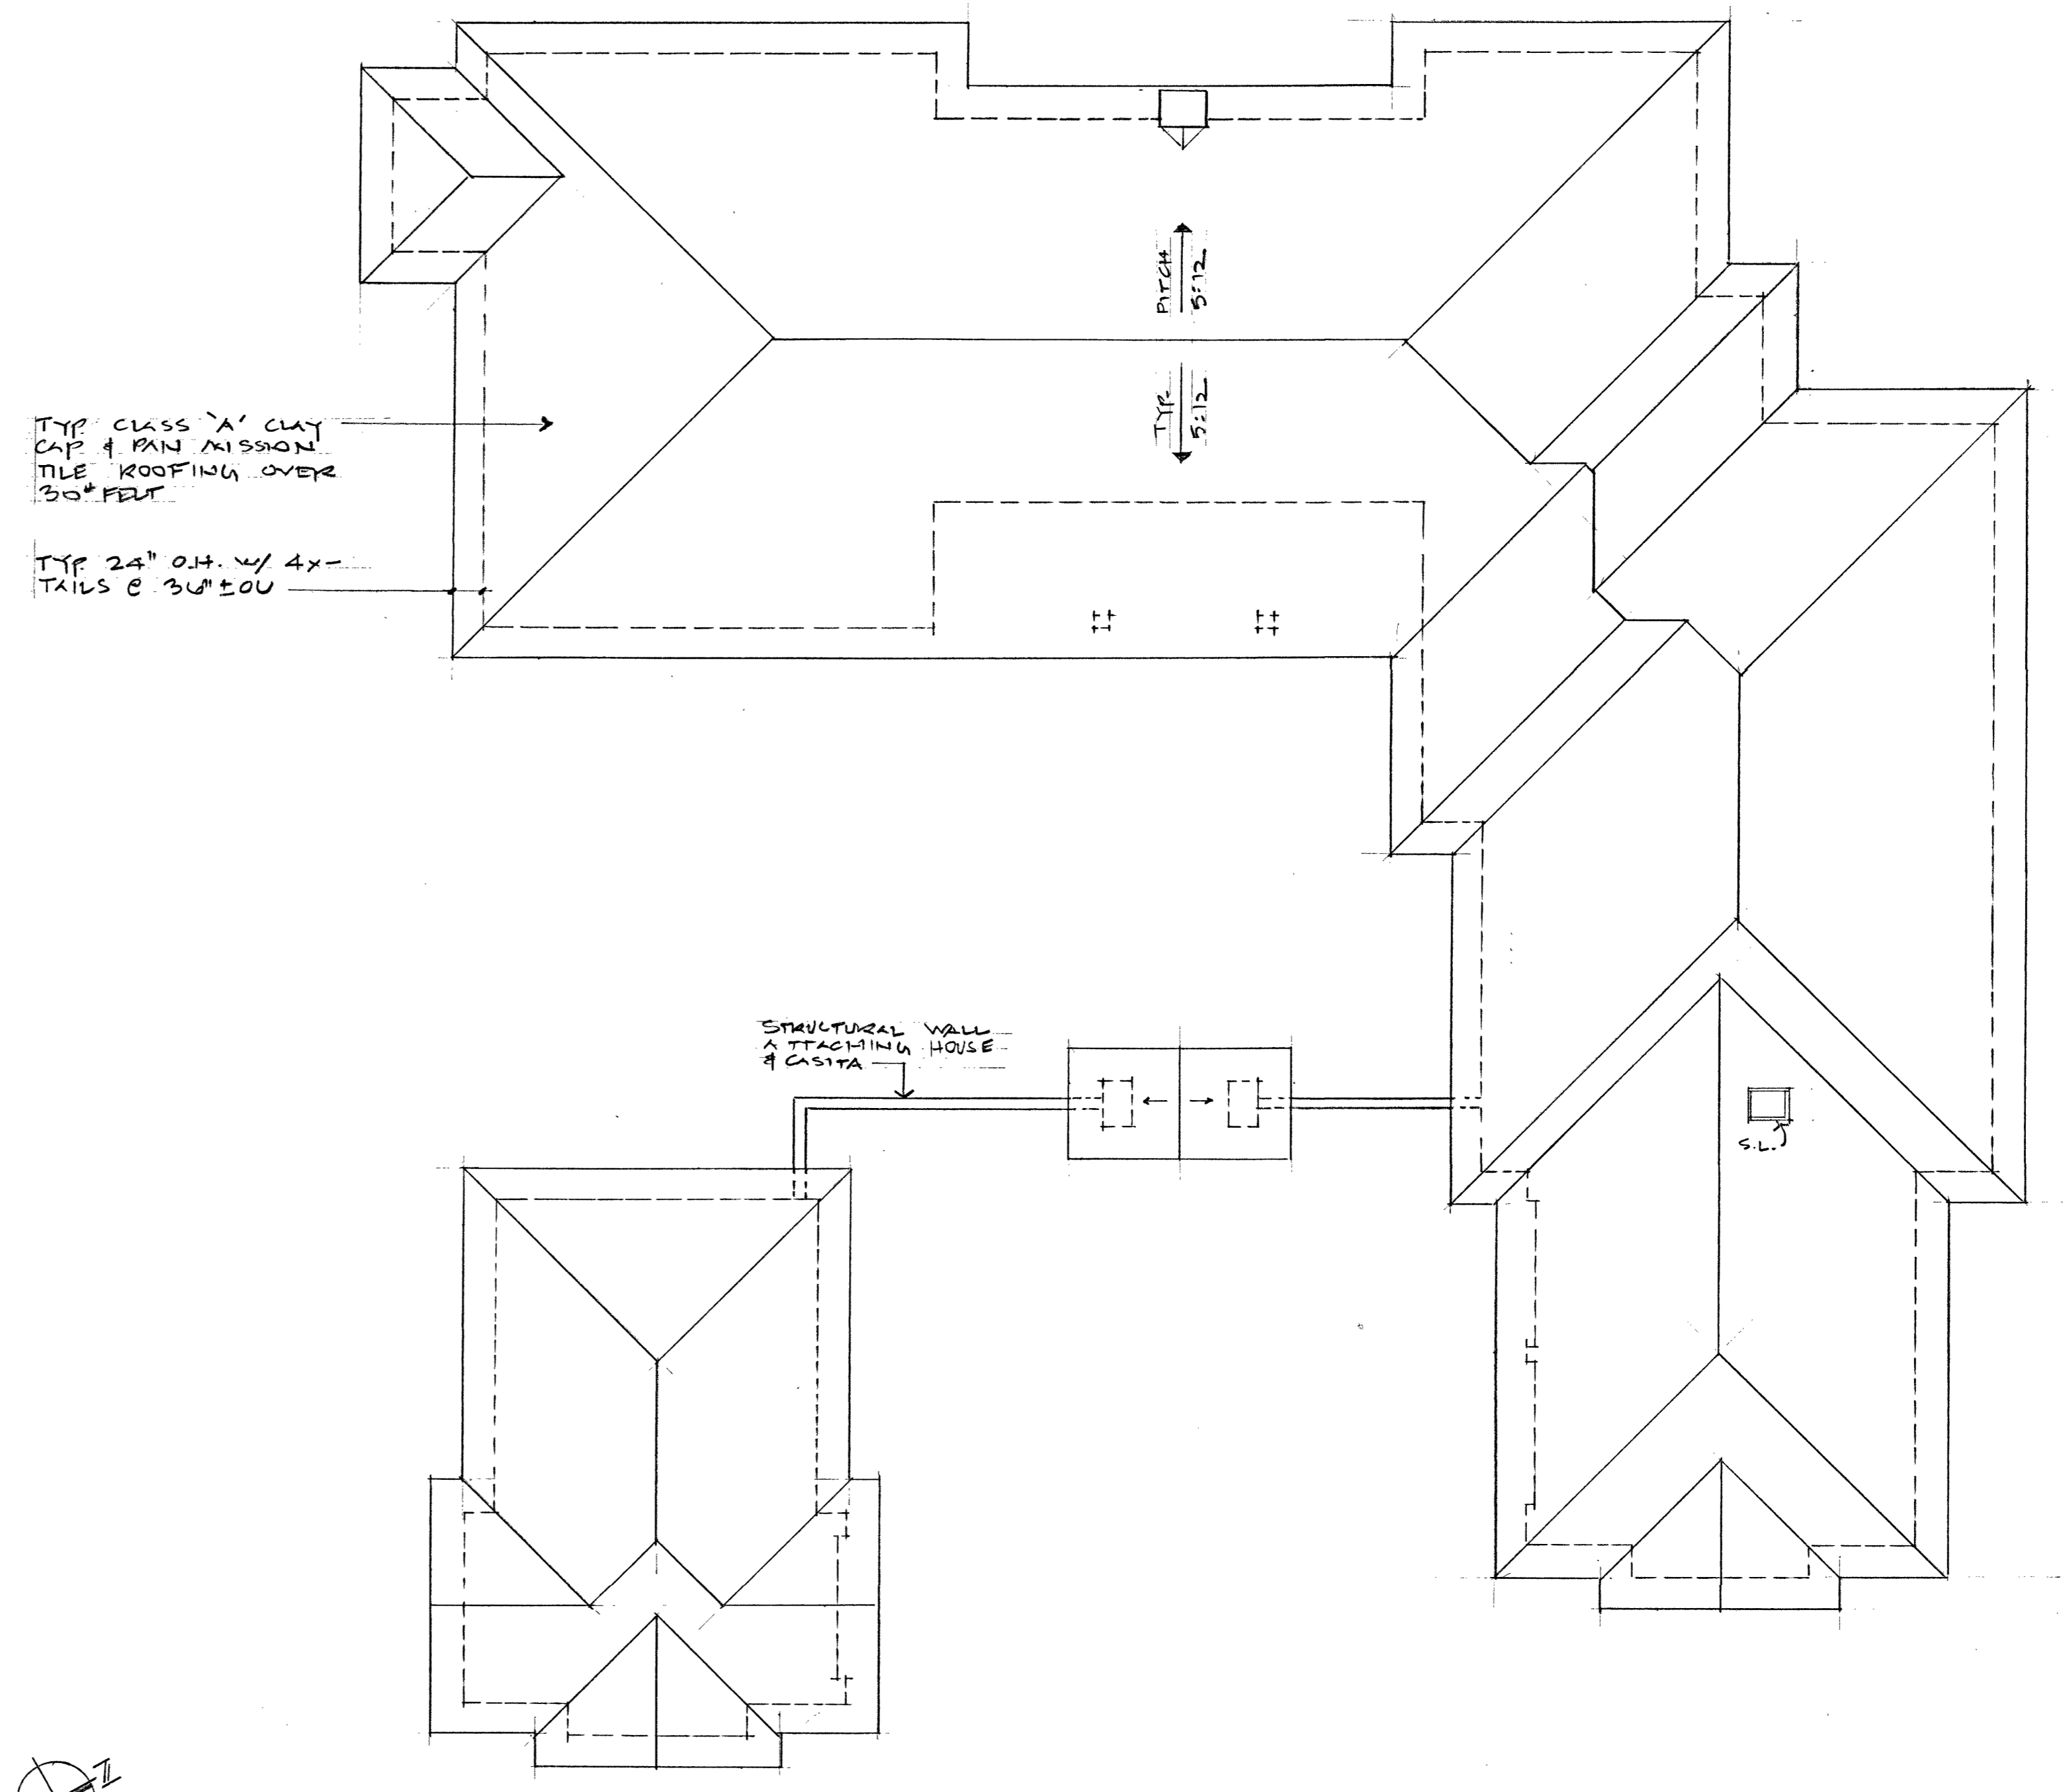 PITCH
5:12
TYP.
5:12
TYP. CLASS 'A' CLAY
CAP & PAN MISSION
TILE ROOFING OVER
30# FELT
TYP. 24" O.H. W/ 4x-
TAILS @ 36" ± OC
STRUCTURAL WALL
ATTACHING HOUSE
& CASITA
S.L.